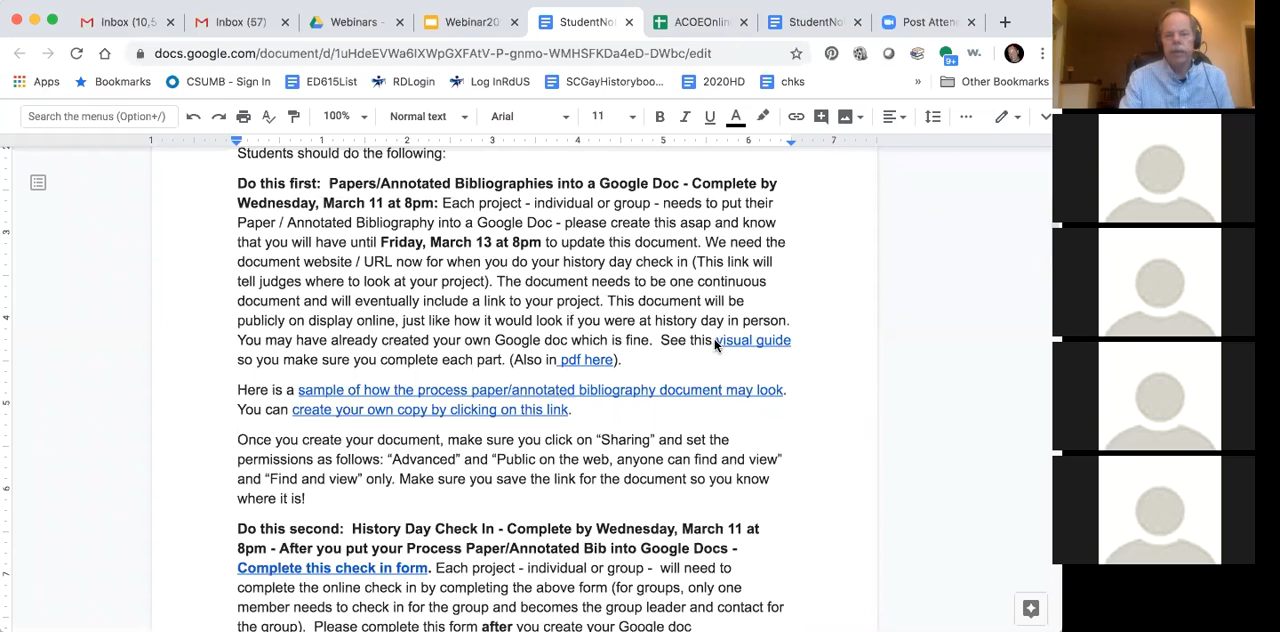 Inbox (10,5
Inbox (57)
Webinars -
Webinar20
StudentNo
ACOEOnlin
StudentNo
Post Atten
docs.google.com/document/d/1uHdeEVWa6IXWpGXFAtV-P-gnmo-WMHSFKDa4eD-DWbc/edit
W.
9+
Apps
Bookmarks
CSUMB - Sign In
ED615List
RDLogin
Log InRdUS
SCGayHistoryboo...
2020HD
chks
»
Other Bookmarks
Search the menus (Option+/)
100%
Normal text
Arial
11
B I U A
1 1 2 3 4 5 6 7
Students should do the following:
Do this first: Papers/Annotated Bibliographies into a Google Doc - Complete by
Wednesday, March 11 at 8pm: Each project - individual or group - needs to put their
Paper / Annotated Bibliography into a Google Doc - please create this asap and know
that you will have until Friday, March 13 at 8pm to update this document. We need the
document website / URL now for when you do your history day check in (This link will
tell judges where to look at your project). The document needs to be one continuous
document and will eventually include a link to your project. This document will be
publicly on display online, just like how it would look if you were at history day in person.
You may have already created your own Google doc which is fine. See this visual guide
so you make sure you complete each part. (Also in pdf here).
Here is a sample of how the process paper/annotated bibliography document may look.
You can create your own copy by clicking on this link.
Once you create your document, make sure you click on “Sharing” and set the
permissions as follows: “Advanced” and “Public on the web, anyone can find and view”
and “Find and view” only. Make sure you save the link for the document so you know
where it is!
Do this second: History Day Check In - Complete by Wednesday, March 11 at
8pm - After you put your Process Paper/Annotated Bib into Google Docs -
Complete this check in form. Each project - individual or group - will need to
complete the online check in by completing the above form (for groups, only one
member needs to check in for the group and becomes the group leader and contact for
the group). Please complete this form after you create your Google doc
3
4
5
6
7